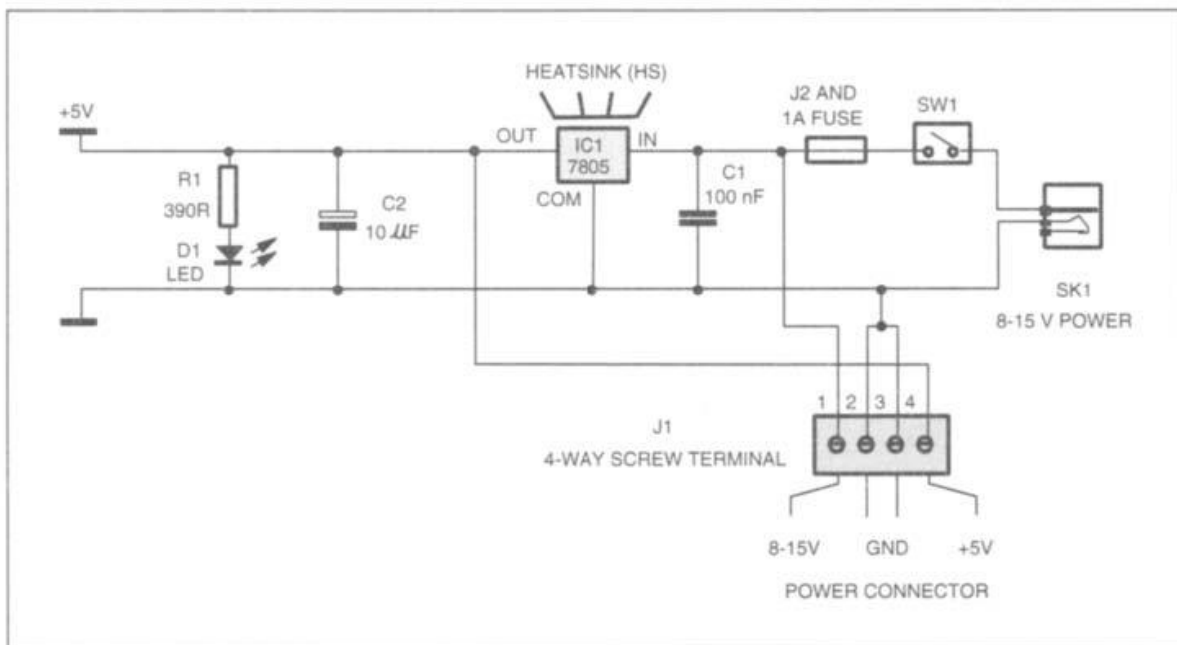 HEATSINK (HS)
+5V
J2 AND
1A FUSE
SW1
OUT
IC1
7805
IN
COM
R1
390R
C2
10 µF
C1
100 nF
D1
LED
SK1
8-15 V POWER
1 2 3 4
J1
4-WAY SCREW TERMINAL
8-15V GND +5V
POWER CONNECTOR